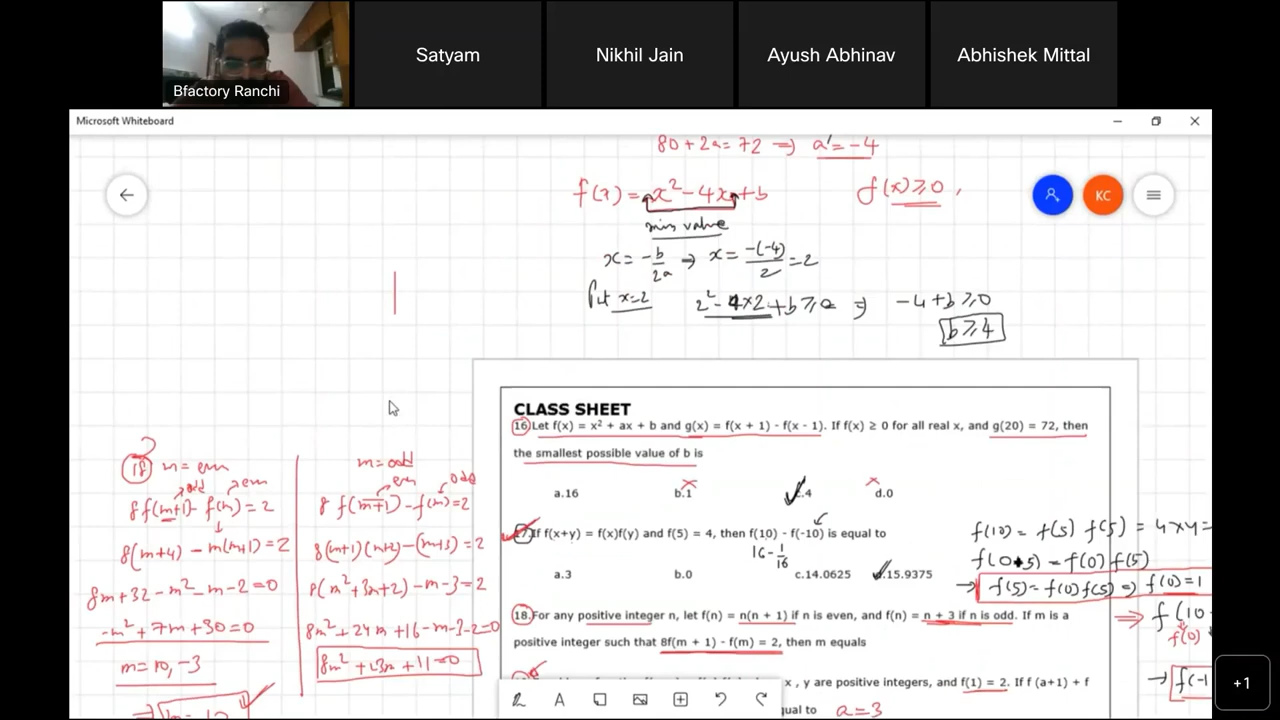 Satyam
Nikhil Jain
Ayush Abhinav
Abhishek Mittal
Bfactory Ranchi
Microsoft Whiteboard
80 + 2a = 72 ⇒ a = -4
f(x) = x² - 4x + b
f(x) ≥ 0,
KC
min value
x = -b/2a → x = -(-4)/2 = 2
Put x=2 2² - 4×2 + b ≥ 0 ⇒ -4 + b ≥ 0
b ≥ 4
CLASS SHEET
16. Let f(x) = x² + ax + b and g(x) = f(x + 1) - f(x - 1). If f(x) ≥ 0 for all real x, and g(20) = 72, then
the smallest possible value of b is
a.16 b.1 c.4 d.0
17. If f(x+y) = f(x)f(y) and f(5) = 4, then f(10) - f(-10) is equal to
16 - 1/16
a.3 b.0 c.14.0625 d.15.9375
18. For any positive integer n, let f(n) = n(n + 1) if n is even, and f(n) = n + 3 if n is odd. If m is a
positive integer such that 8f(m + 1) - f(m) = 2, then m equals
x , y are positive integers, and f(1) = 2. If f (a+1) + f
qual to a = 3
18 m = even
odd even
8f(m+1) - f(m) = 2
8(m+4) - m(m+1) = 2
8m + 32 - m² - m - 2 = 0
-m² + 7m + 30 = 0
m = 10, -3
m = odd
even odd
8 f(m+1) - f(m) = 2
8(m+1)(m+2) - (m+3) = 2
8(m² + 3m + 2) - m - 3 = 2
8m² + 24m + 16 - m - 3 - 2 = 0
8m² + 23m + 11 = 0
f(10) = f(5) f(5) = 4 × 4 =
f(0+5) = f(0) f(5)
→ f(5) = f(0) f(5) ⇒ f(0) = 1
⇒ f(10-
f(0)
→ f(-1
+1